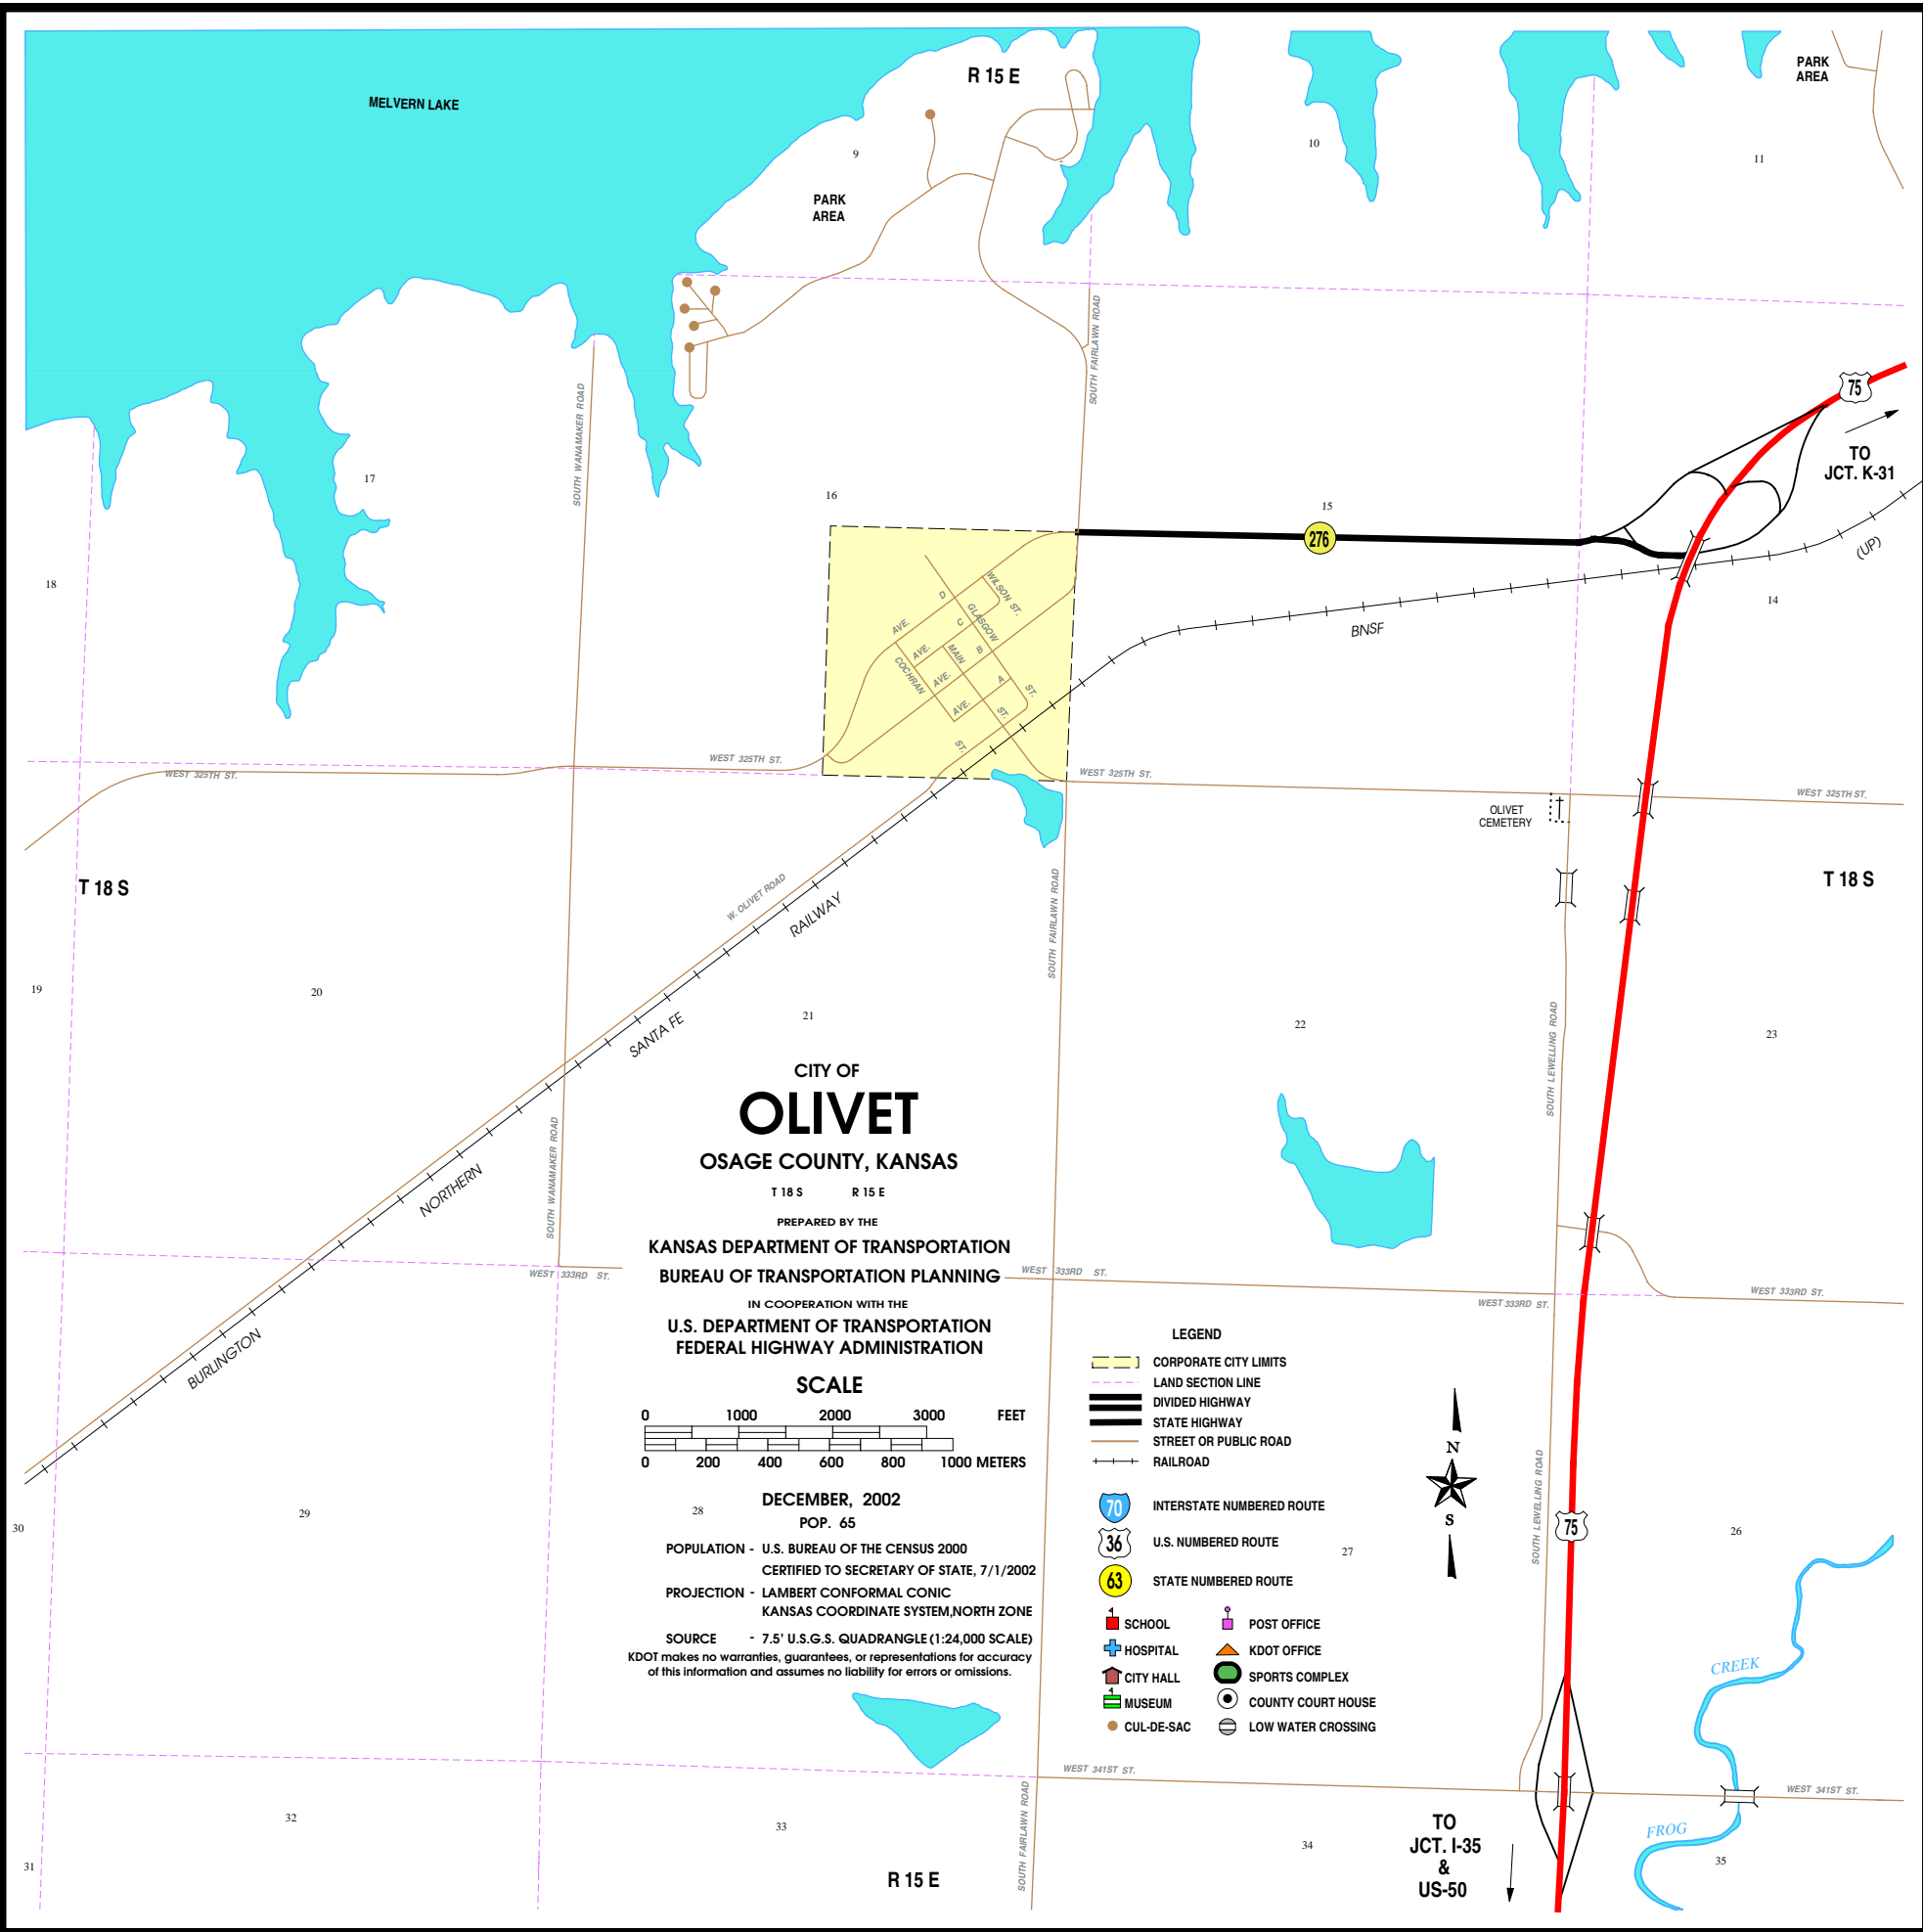 R 15 E
PARK
AREA
MELVERN LAKE
9
10
11
PARK
AREA
SOUTH FAIRLAWN ROAD
SOUTH WANAMAKER ROAD
75
TO
JCT. K-31
17
16
15
276
(UP)
18
14
BNSF
WILSON ST.
D
AVE.
GLASGOW
C
AVE.
MAIN
B
COCHRAN
AVE.
A
ST.
AVE.
ST.
ST.
WEST 325TH ST.
WEST 325TH ST.
WEST 325TH ST.
WEST 325TH ST.
OLIVET
CEMETERY
T 18 S
T 18 S
W. OLIVET ROAD
RAILWAY
SOUTH FAIRLAWN ROAD
19
20
21
22
23
SANTA FE
SOUTH LEWELLING ROAD
CITY OF
OLIVET
OSAGE COUNTY, KANSAS
T 18 S R 15 E
NORTHERN
SOUTH WANAMAKER ROAD
PREPARED BY THE
KANSAS DEPARTMENT OF TRANSPORTATION
BUREAU OF TRANSPORTATION PLANNING
WEST 333RD ST.
WEST 333RD ST.
WEST 333RD ST.
WEST 333RD ST.
IN COOPERATION WITH THE
U.S. DEPARTMENT OF TRANSPORTATION
FEDERAL HIGHWAY ADMINISTRATION
BURLINGTON
SCALE
0 1000 2000 3000 FEET
0 200 400 600 800 1000 METERS
DECEMBER, 2002
POP. 65
POPULATION - U.S. BUREAU OF THE CENSUS 2000
CERTIFIED TO SECRETARY OF STATE, 7/1/2002
PROJECTION - LAMBERT CONFORMAL CONIC
KANSAS COORDINATE SYSTEM,NORTH ZONE
SOURCE - 7.5' U.S.G.S. QUADRANGLE (1:24,000 SCALE)
KDOT makes no warranties, guarantees, or representations for accuracy
of this information and assumes no liability for errors or omissions.
LEGEND
CORPORATE CITY LIMITS
LAND SECTION LINE
DIVIDED HIGHWAY
STATE HIGHWAY
STREET OR PUBLIC ROAD
RAILROAD
70 INTERSTATE NUMBERED ROUTE
36 U.S. NUMBERED ROUTE
63 STATE NUMBERED ROUTE
SCHOOL POST OFFICE
HOSPITAL KDOT OFFICE
CITY HALL SPORTS COMPLEX
MUSEUM COUNTY COURT HOUSE
CUL-DE-SAC LOW WATER CROSSING
N
S
SOUTH LEWELLING ROAD
75
30
29
28
27
26
CREEK
WEST 341ST ST.
WEST 341ST ST.
SOUTH FAIRLAWN ROAD
FROG
31
32
33
34
35
R 15 E
TO
JCT. I-35
&
US-50